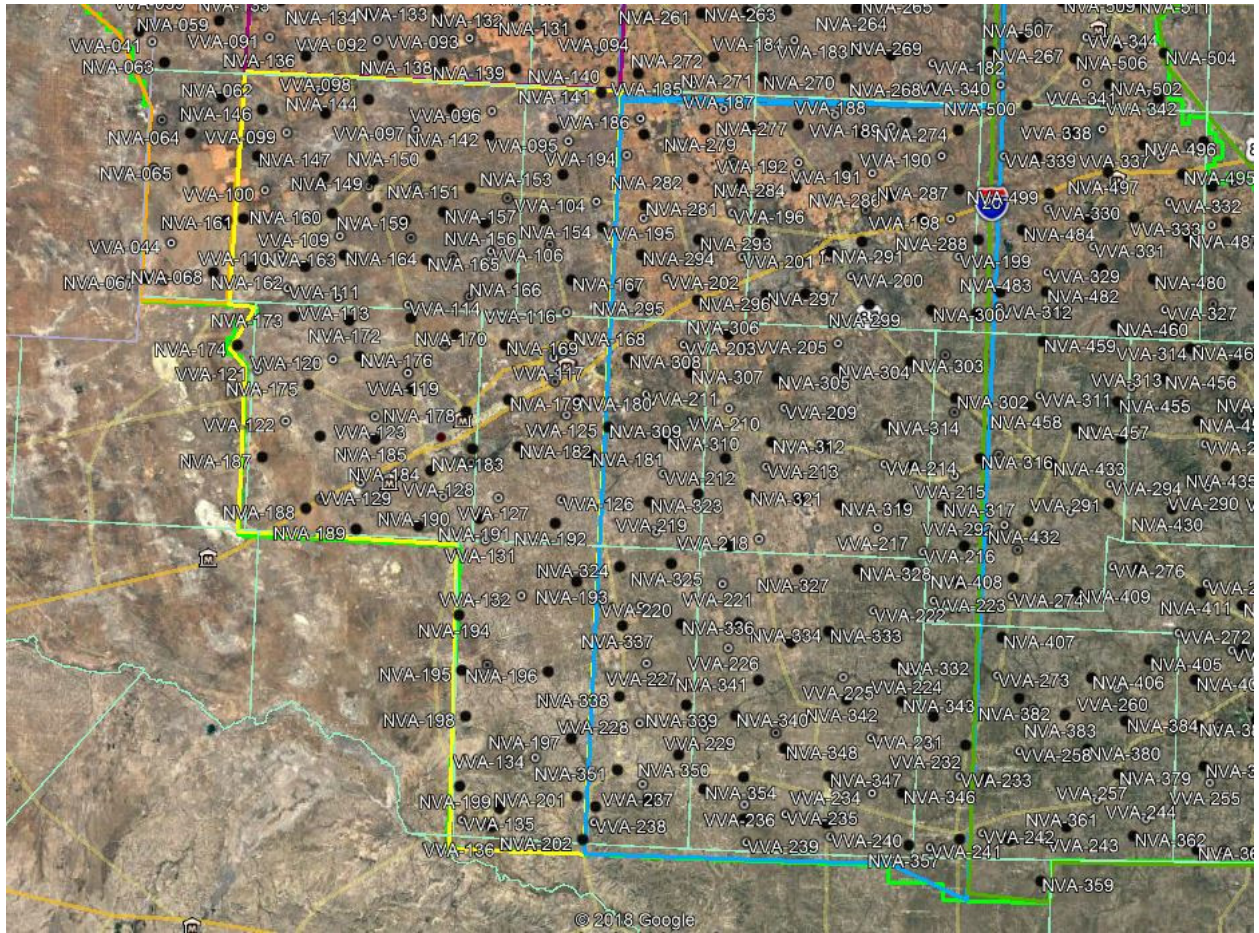 NVA-134 NVA-133 NVA-132 NVA-131 NVA-261 NVA-263 NVA-265
NVA-059 NVA-264 NVA-507
VVA-041 VVA-091 VVA-092 VVA-093 VVA-094 VVA-184 VVA-183 NVA-269 NVA-267 VVA-344
NVA-063 NVA-136 NVA-138 NVA-139 NVA-140 NVA-272 VVA-182 NVA-506 NVA-504
NVA-062 VVA-098 NVA-141 VVA-185 NVA-271 NVA-270 NVA-268 VVA-340 VVA-341 NVA-502
NVA-146 NVA-144 VVA-096 VVA-187 VVA-188 NVA-500 VVA-342
NVA-064 VVA-099 VVA-097 NVA-142 VVA-095 VVA-186 NVA-277 VVA-189 NVA-274 VVA-338
NVA-065 NVA-147 NVA-150 VVA-194 NVA-279 VVA-192 VVA-190 VVA-339 VVA-337 NVA-496
VVA-100 NVA-149 NVA-151 NVA-153 NVA-282 NVA-284 VVA-191 NVA-287 NVA-499 NVA-497 NVA-495
NVA-161 NVA-160 NVA-159 NVA-157 VVA-104 NVA-281 VVA-196 VVA-198 VVA-330 VVA-332
VVA-044 VVA-109 NVA-156 NVA-154 VVA-195 NVA-293 NVA-288 NVA-484 VVA-333
VVA-110 NVA-163 NVA-164 NVA-165 VVA-106 NVA-294 VVA-201 NVA-291 VVA-199 VVA-331
NVA-067 NVA-068 NVA-162 VVA-111 NVA-166 NVA-167 VVA-202 VVA-200 NVA-483 VVA-329 NVA-480
NVA-173 VVA-113 VVA-114 VVA-116 NVA-295 NVA-296 NVA-297 NVA-299 NVA-300 VVA-312 NVA-482 VVA-327
NVA-174 NVA-172 NVA-170 NVA-169 NVA-168 NVA-306 VVA-203 VVA-205 NVA-459 NVA-460
VVA-121 VVA-120 NVA-176 VVA-117 NVA-308 NVA-307 NVA-305 NVA-304 NVA-303 VVA-314
NVA-175 VVA-119 NVA-179 NVA-180 VVA-211 VVA-209 NVA-302 VVA-311 VVA-313 NVA-456
VVA-122 NVA-178 VVA-210 NVA-314 NVA-458 NVA-455
NVA-187 VVA-123 NVA-185 NVA-183 NVA-182 VVA-125 NVA-309 NVA-310 NVA-312 NVA-457
NVA-184 NVA-181 VVA-212 VVA-213 VVA-214 NVA-316 NVA-433
NVA-188 VVA-129 VVA-128 VVA-126 NVA-323 NVA-321 VVA-215 VVA-294 NVA-435
NVA-189 NVA-190 VVA-127 VVA-219 NVA-319 NVA-317 VVA-291 VVA-290
NVA-191 NVA-192 VVA-218 VVA-217 VVA-292 NVA-432 NVA-430
VVA-131 NVA-324 NVA-325 NVA-327 NVA-328 VVA-216 VVA-276
VVA-132 NVA-193 VVA-220 VVA-221 VVA-222 VVA-223 NVA-408 VVA-274 NVA-409 NVA-411
NVA-194 NVA-337 NVA-336 NVA-334 NVA-333 NVA-407 VVA-272
NVA-195 NVA-196 VVA-226 NVA-332 NVA-405
NVA-198 NVA-338 VVA-227 NVA-341 VVA-225 VVA-224 VVA-273 NVA-406
NVA-197 VVA-228 NVA-339 NVA-340 NVA-342 NVA-343 NVA-382 VVA-260 NVA-384
VVA-134 VVA-229 NVA-348 VVA-231 NVA-383 VVA-258 NVA-380
NVA-199 NVA-201 NVA-351 NVA-350 NVA-354 NVA-347 VVA-232 VVA-233 NVA-379
VVA-135 VVA-237 VVA-236 VVA-234 NVA-346 VVA-257 VVA-255
VVA-136 NVA-202 VVA-238 VVA-239 VVA-235 VVA-240 VVA-242 NVA-361 VVA-244
NVA-357 VVA-241 VVA-243 NVA-362
NVA-359
© 2018 Google